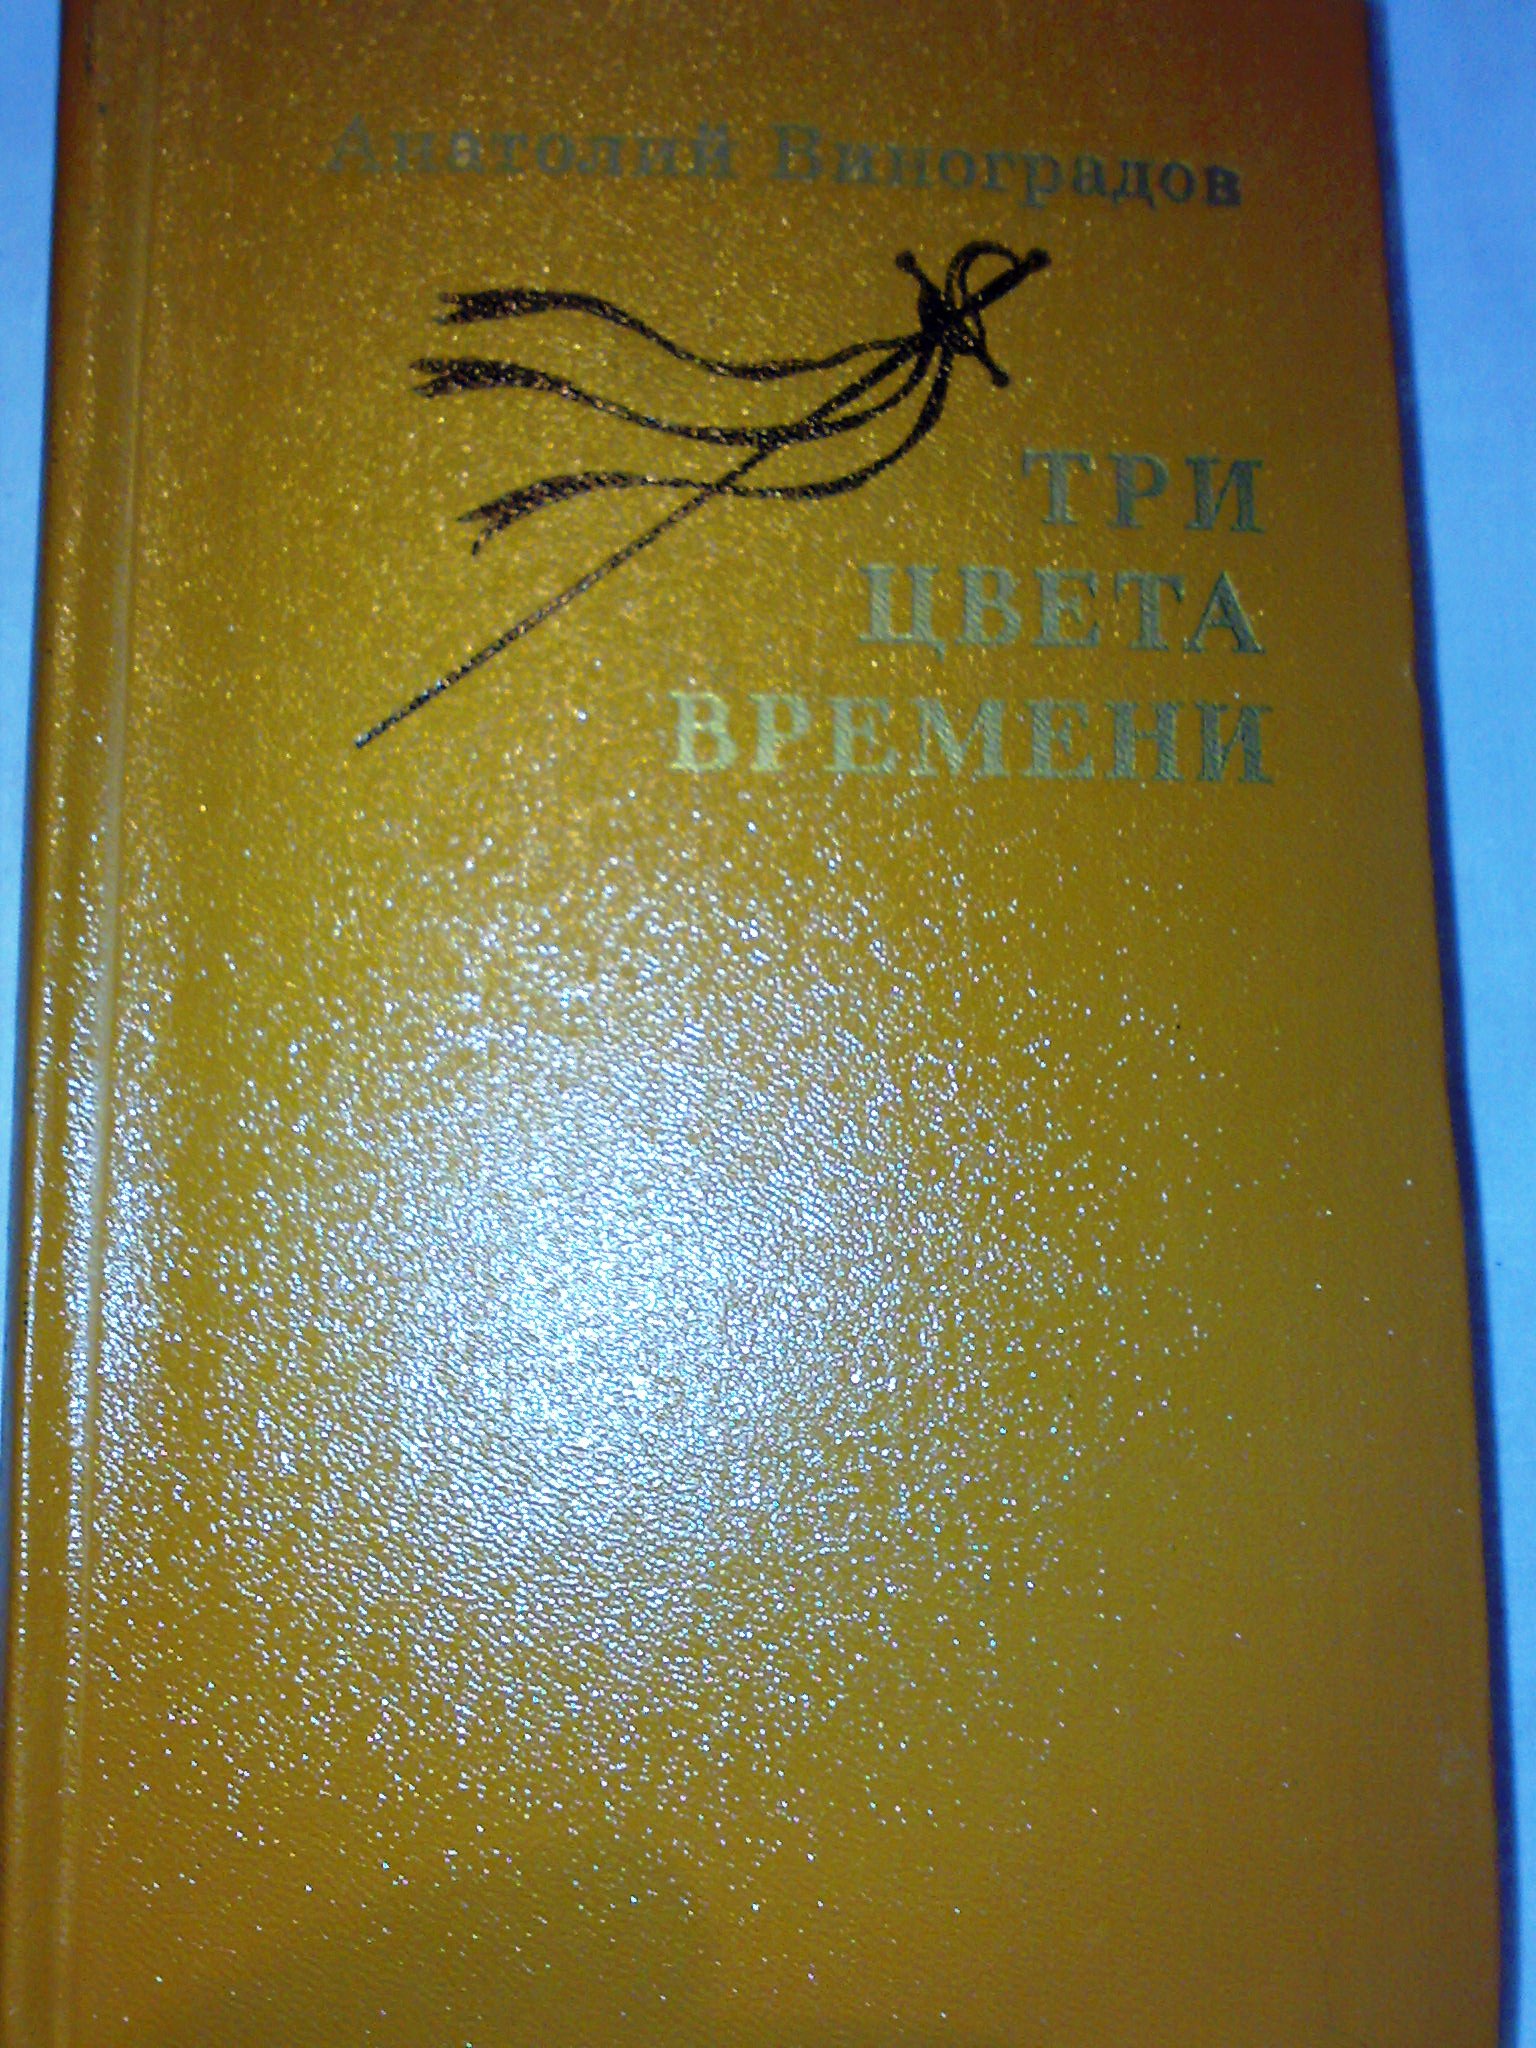 Анатолий Виноградов
ТРИ
ЦВЕТА
ВРЕМЕНИ